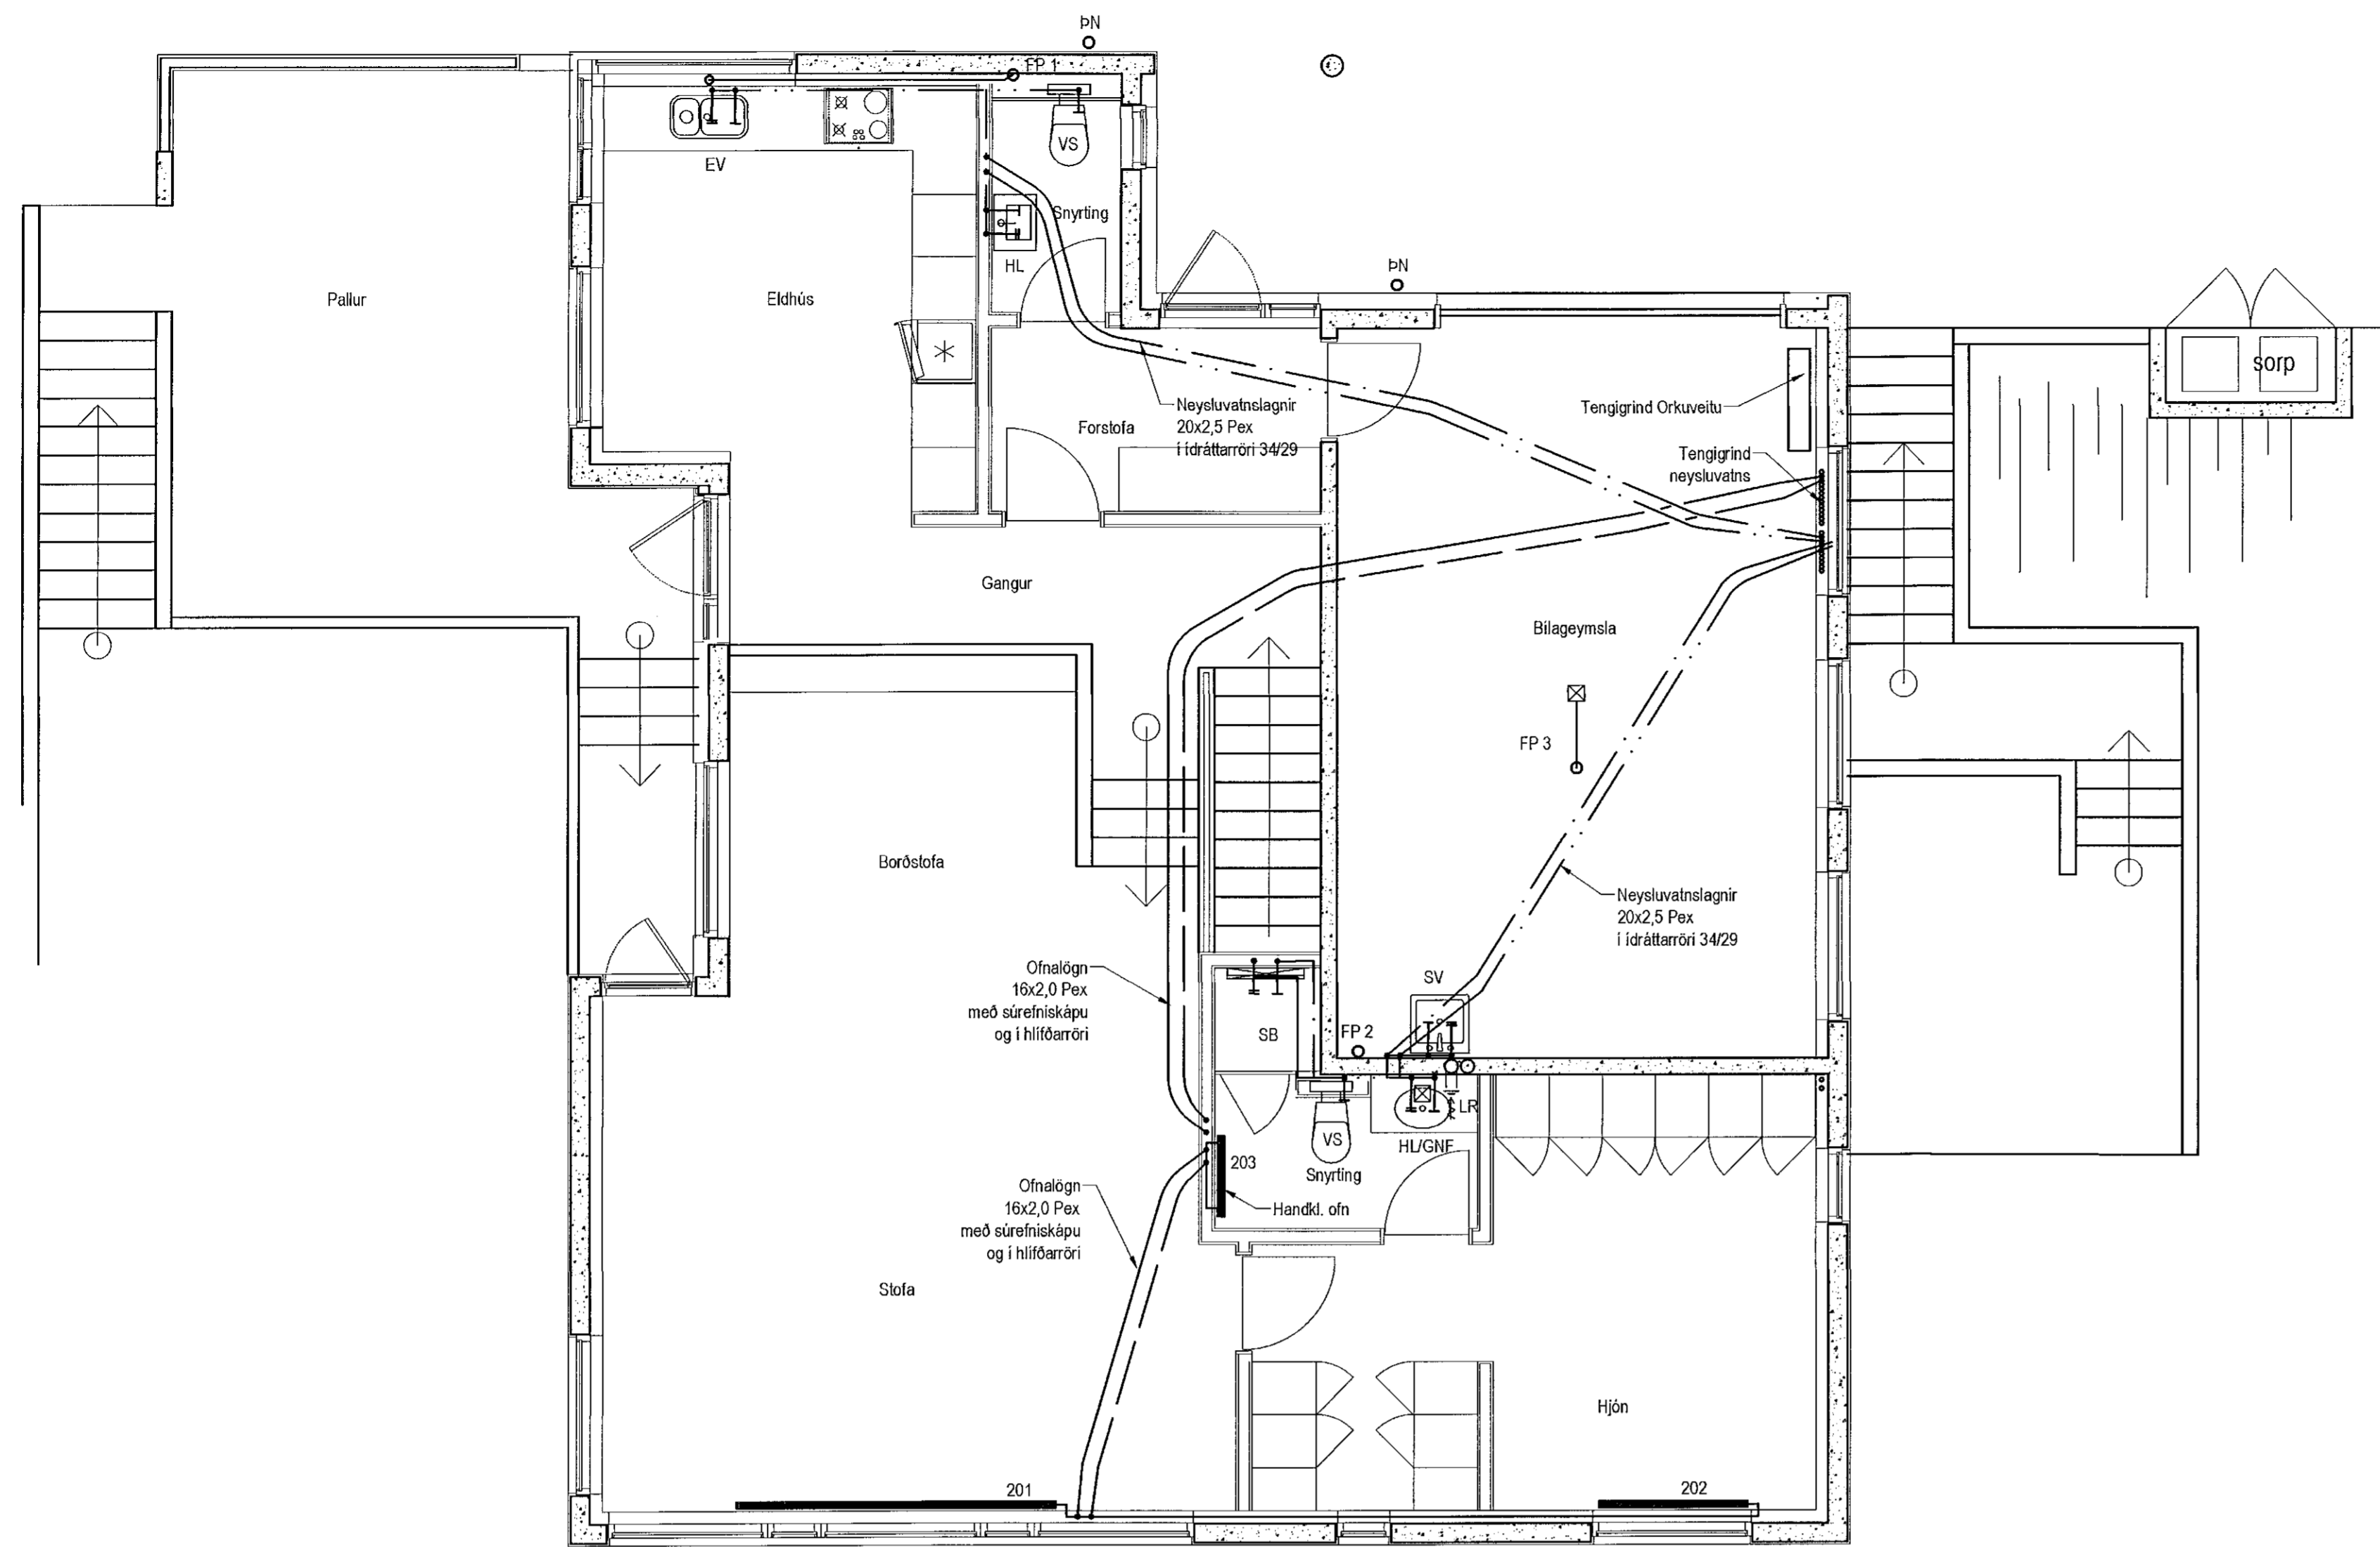 ÞN
FP 1
VS
EV
Snyrting
HL
ÞN
Pallur
Eldhús
sorp
Tengigrind Orkuveitu
Neysluvatnslagnir
20x2,5 Pex
í ídráttarröri 34/29
Forstofa
Tengigrind
neysluvatns
Gangur
Bílageymsla
FP 3
Borðstofa
Neysluvatnslagnir
20x2,5 Pex
í ídráttarröri 34/29
Ofnalögn
16x2,0 Pex
með súrefniskápu
og í hlífðarröri
SV
SB
FP 2
LR
VS
HL/GNF
203
Snyrting
Handkl. ofn
Ofnalögn
16x2,0 Pex
með súrefniskápu
og í hlífðarröri
Stofa
Hjón
201
202